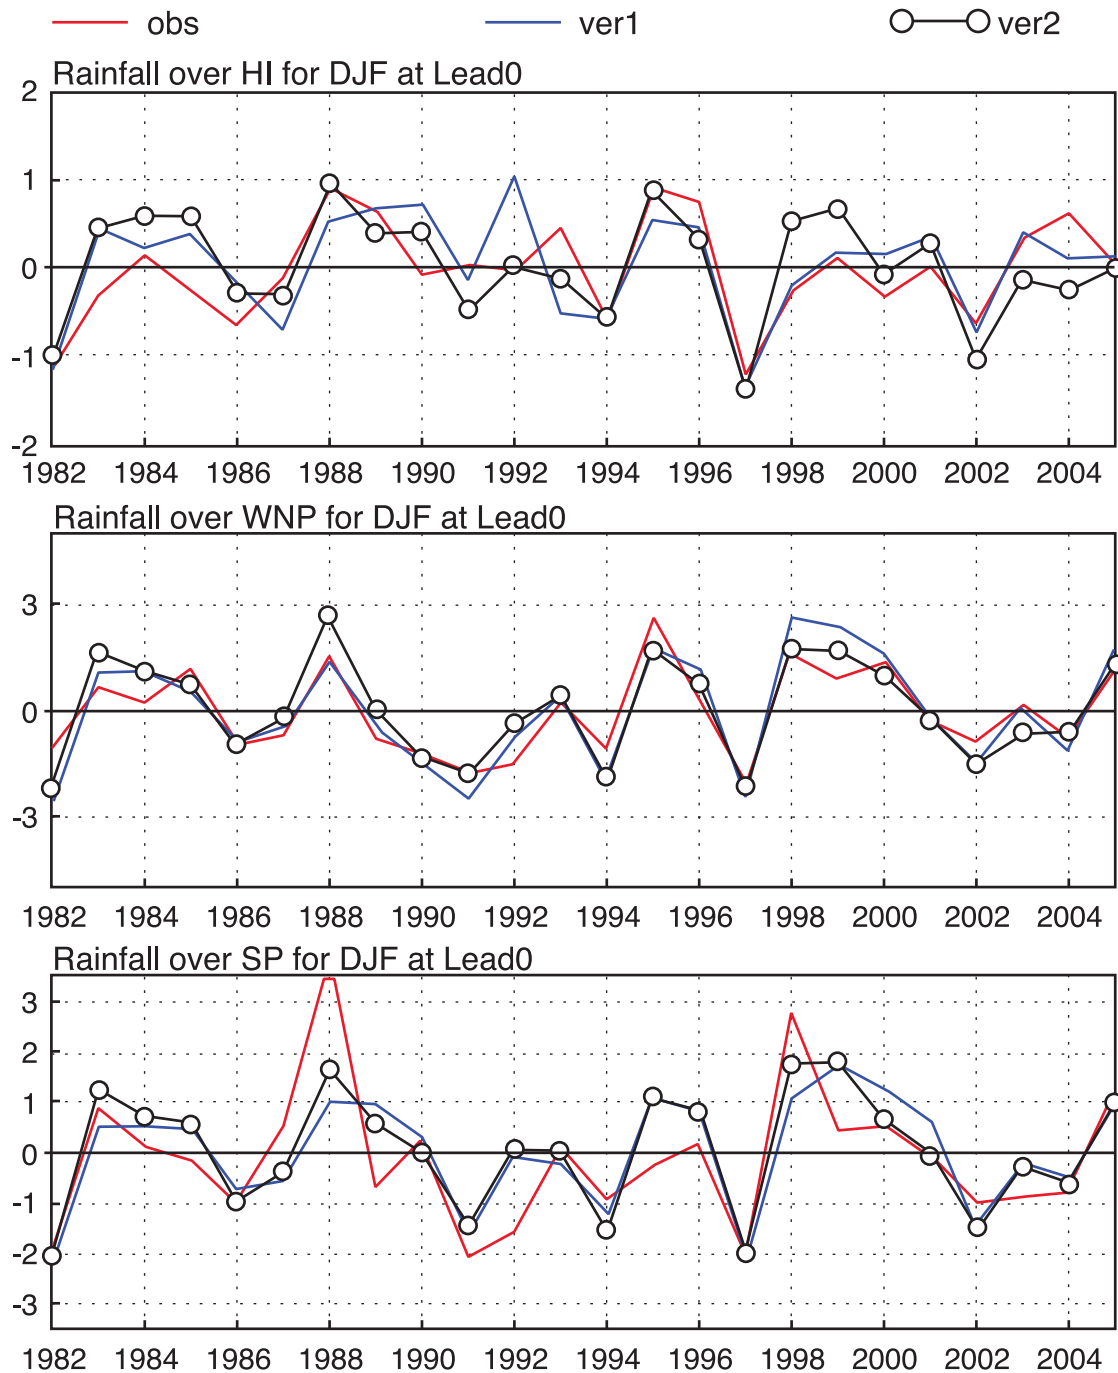 obs ver1 ver2
Rainfall over HI for DJF at Lead0
2
1
0
-1
-2
1982 1984 1986 1988 1990 1992 1994 1996 1998 2000 2002 2004
Rainfall over WNP for DJF at Lead0
3
0
-3
1982 1984 1986 1988 1990 1992 1994 1996 1998 2000 2002 2004
Rainfall over SP for DJF at Lead0
3
2
1
0
-1
-2
-3
1982 1984 1986 1988 1990 1992 1994 1996 1998 2000 2002 2004